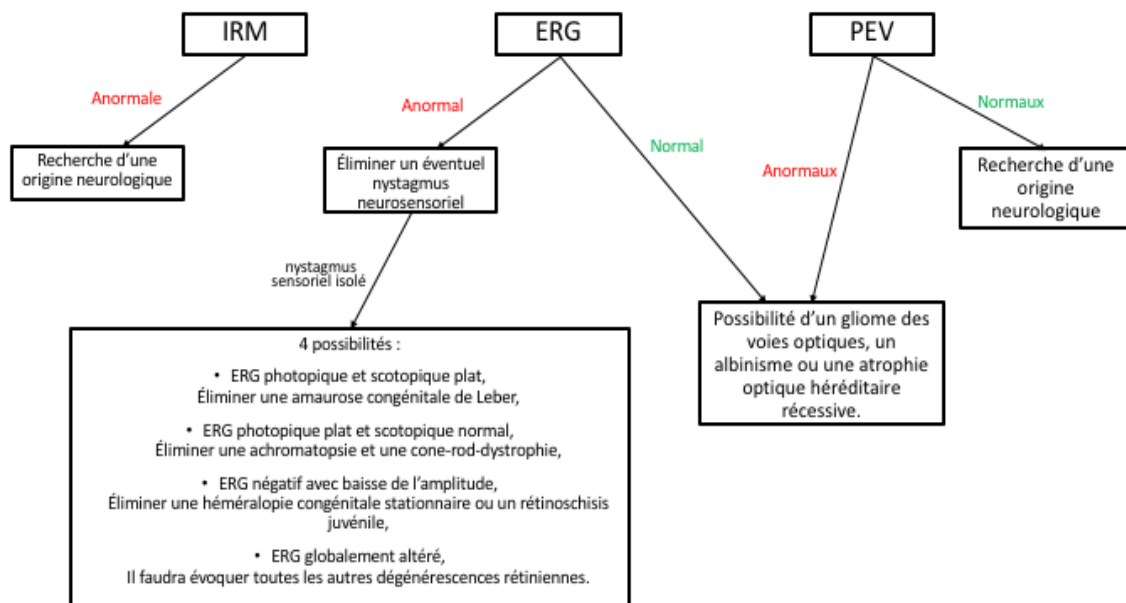 IRM
ERG
PEV
Anormale
Anormal
Normal
Anormaux
Normaux
Recherche d’une
origine neurologique
Éliminer un éventuel
nystagmus
neurosensoriel
Recherche d’une
origine
neurologique
nystagmus
sensoriel isolé
4 possibilités :
• ERG photopique et scotopique plat,
Éliminer une amaurose congénitale de Leber,
• ERG photopique plat et scotopique normal,
Éliminer une achromatopsie et une cone-rod-dystrophie,
• ERG négatif avec baisse de l’amplitude,
Éliminer une héméralopie congénitale stationnaire ou un rétinoschisis
juvénile,
• ERG globalement altéré,
Il faudra évoquer toutes les autres dégénérescences rétiniennes.
Possibilité d’un gliome des
voies optiques, un
albinisme ou une atrophie
optique héréditaire
récessive.